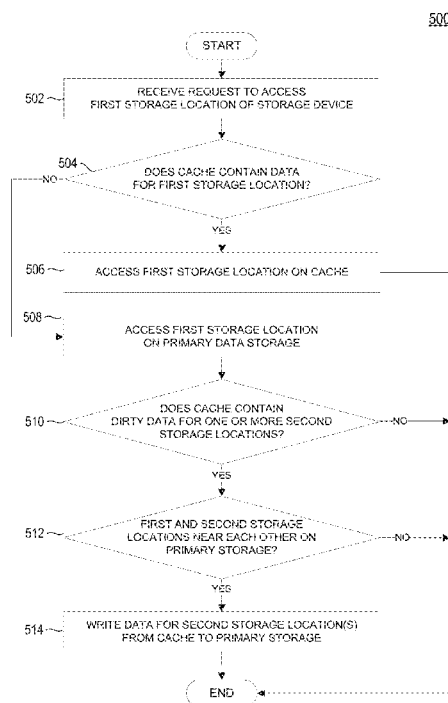 500
START
502
RECEIVE REQUEST TO ACCESS
FIRST STORAGE LOCATION OF STORAGE DEVICE
504
DOES CACHE CONTAIN DATA
FOR FIRST STORAGE LOCATION?
NO
YES
506
ACCESS FIRST STORAGE LOCATION ON CACHE
508
ACCESS FIRST STORAGE LOCATION
ON PRIMARY DATA STORAGE
510
DOES CACHE CONTAIN
DIRTY DATA FOR ONE OR MORE SECOND
STORAGE LOCATIONS?
NO
YES
512
FIRST AND SECOND STORAGE
LOCATIONS NEAR EACH OTHER ON
PRIMARY STORAGE?
NO
YES
514
WRITE DATA FOR SECOND STORAGE LOCATION(S)
FROM CACHE TO PRIMARY STORAGE
END